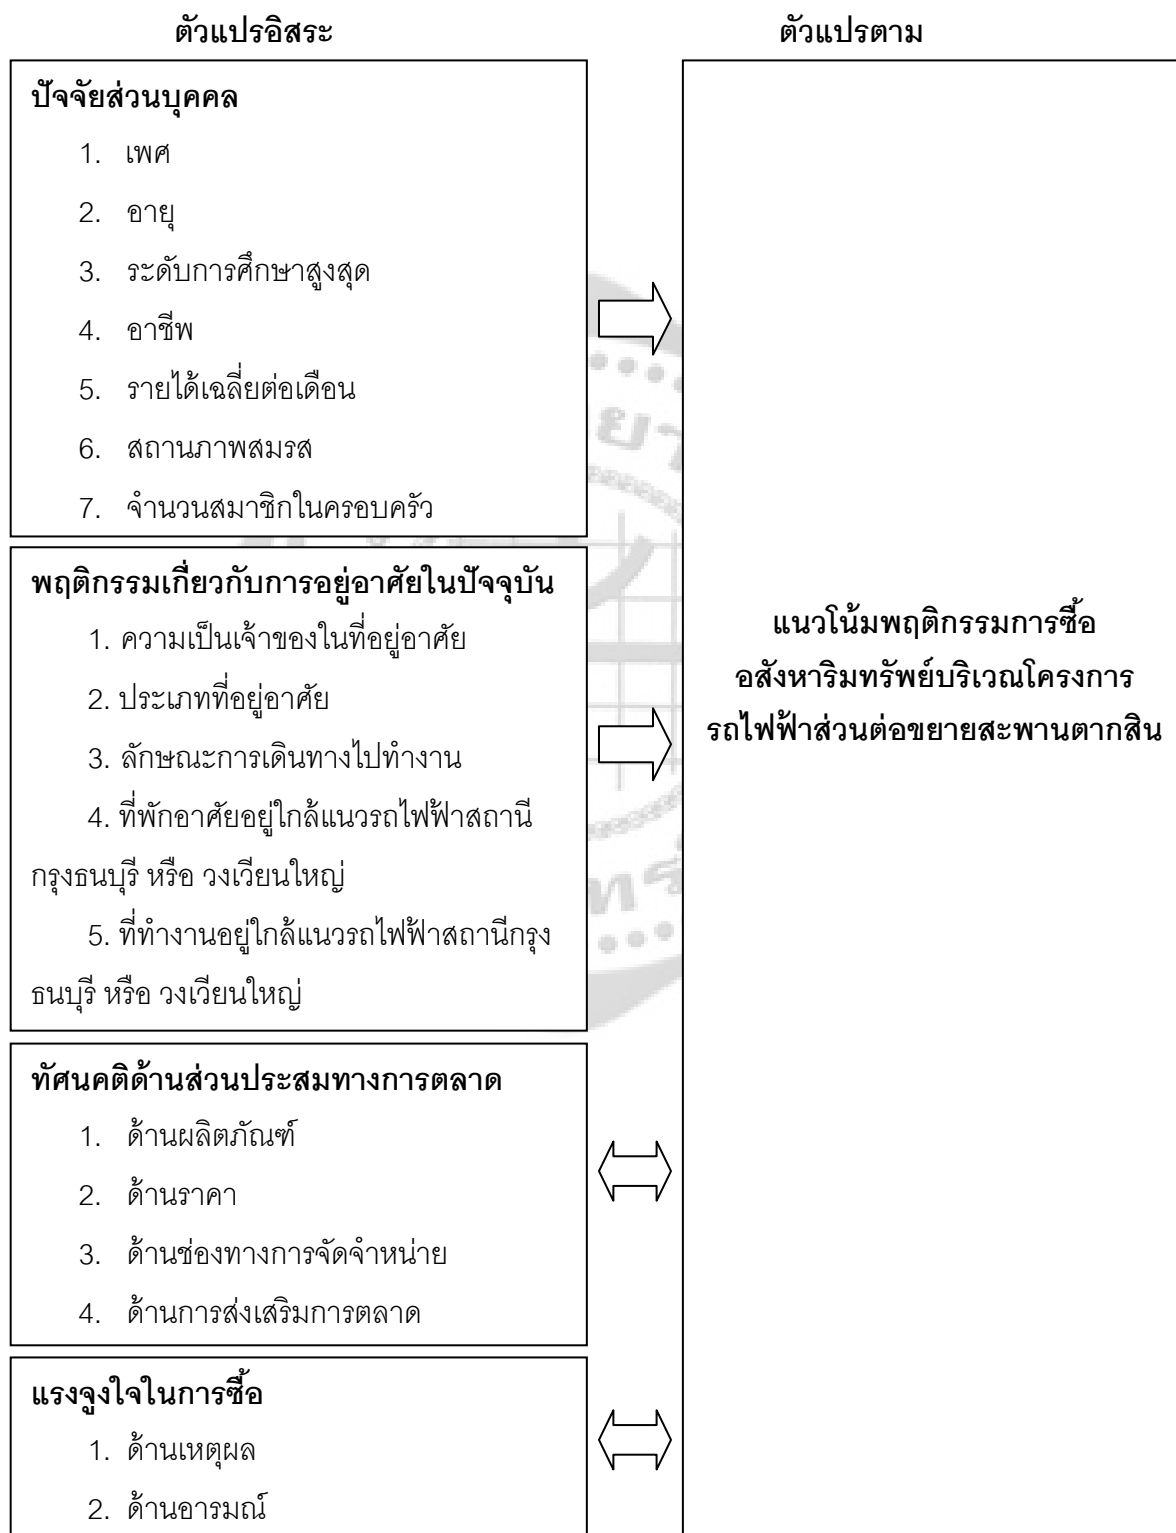 ตัวแปรอิสระ
ตัวแปรตาม
ปัจจัยส่วนบุคคล
1. เพศ
2. อายุ
3. ระดับการศึกษาสูงสุด
4. อาชีพ
5. รายได้เฉลี่ยต่อเดือน
6. สถานภาพสมรส
7. จำนวนสมาชิกในครอบครัว
พฤติกรรมเกี่ยวกับการอยู่อาศัยในปัจจุบัน
1. ความเป็นเจ้าของในที่อยู่อาศัย
2. ประเภทที่อยู่อาศัย
3. ลักษณะการเดินทางไปทำงาน
4. ที่พักอาศัยอยู่ใกล้แนวรถไฟฟ้าสถานี
กรุงธนบุรี หรือ วงเวียนใหญ่
5. ที่ทำงานอยู่ใกล้แนวรถไฟฟ้าสถานีกรุง
ธนบุรี หรือ วงเวียนใหญ่
ทัศนคติด้านส่วนประสมทางการตลาด
1. ด้านผลิตภัณฑ์
2. ด้านราคา
3. ด้านช่องทางการจัดจำหน่าย
4. ด้านการส่งเสริมการตลาด
แรงจูงใจในการซื้อ
1. ด้านเหตุผล
2. ด้านอารมณ์
แนวโน้มพฤติกรรมการซื้อ
อสังหาริมทรัพย์บริเวณโครงการ
รถไฟฟ้าส่วนต่อขยายสะพานตากสิน